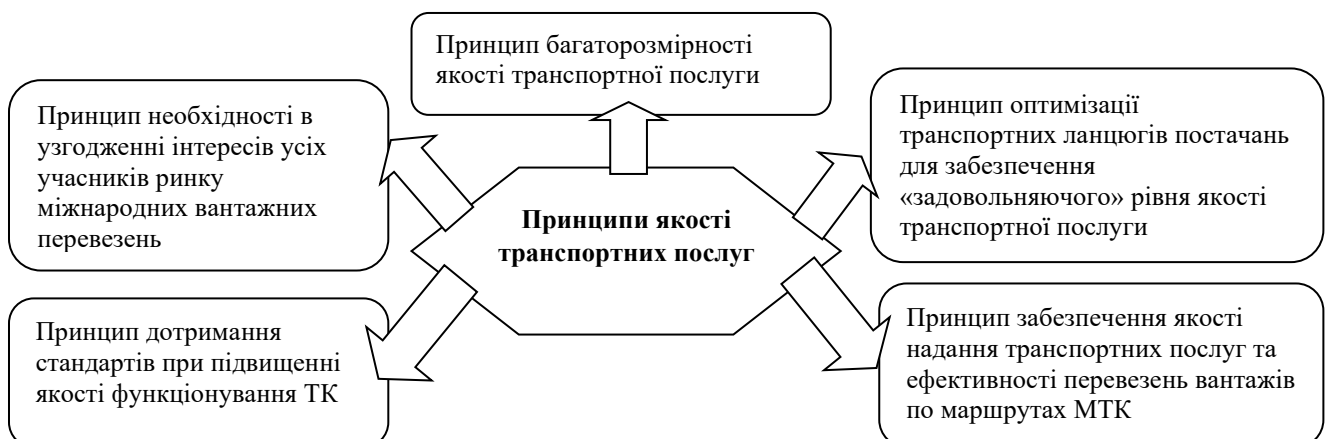 Принцип багаторозмірності
якості транспортної послуги
Принцип необхідності в
узгодженні інтересів усіх
учасників ринку
міжнародних вантажних
перевезень
Принцип оптимізації
транспортних ланцюгів постачань
для забезпечення
«задовольняючого» рівня якості
транспортної послуги
Принципи якості
транспортних послуг
Принцип дотримання
стандартів при підвищенні
якості функціонування ТК
Принцип забезпечення якості
надання транспортних послуг та
ефективності перевезень вантажів
по маршрутах МТК